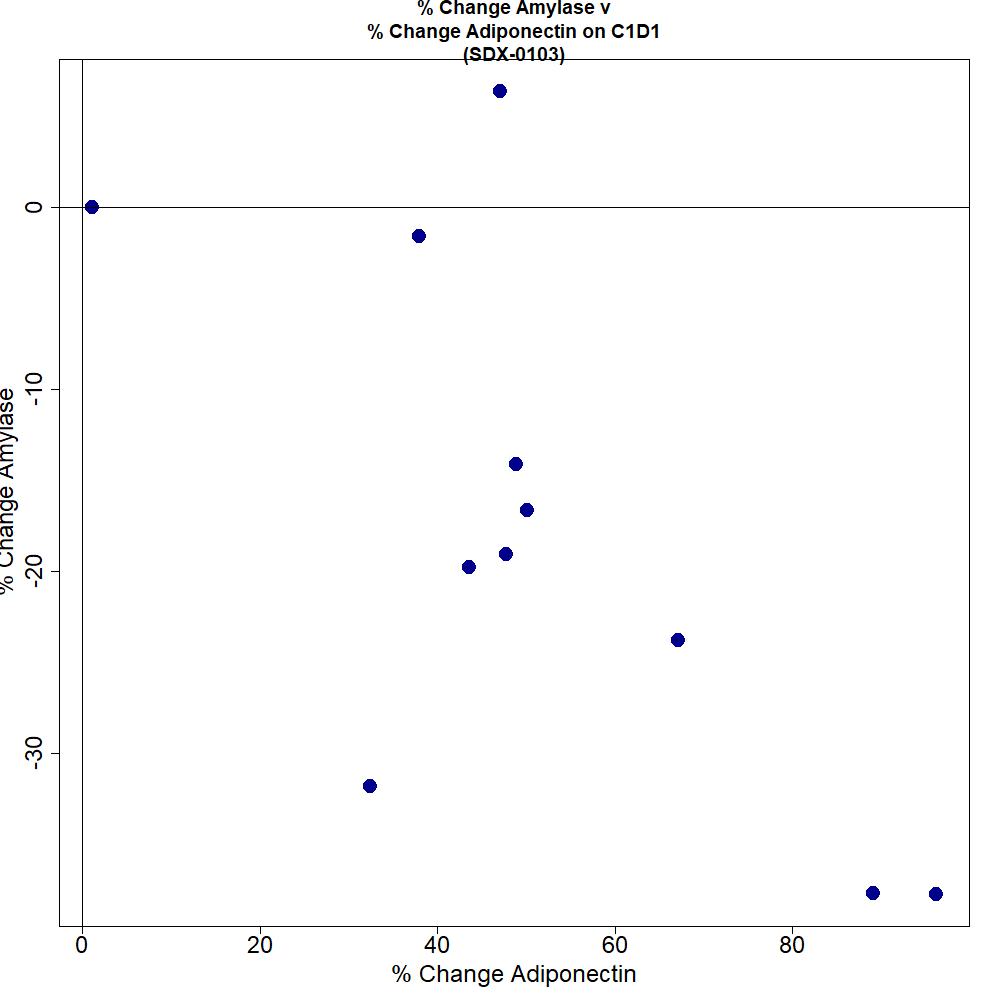 % Change Amylase v
% Change Adiponectin on C1D1
(SDX-0103)
0
-10
-20
-30
% Change Amylase
0 20 40 60 80
% Change Adiponectin